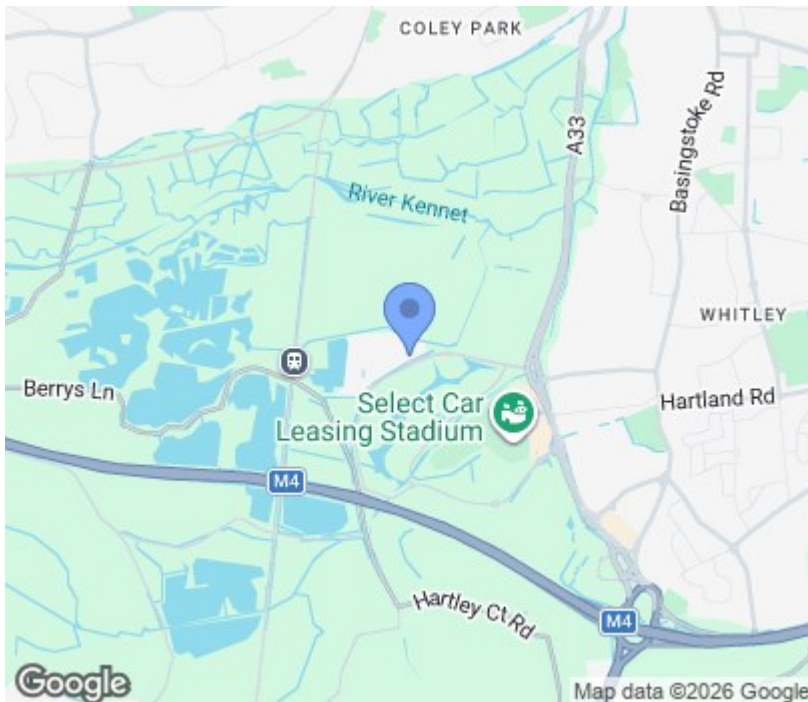 COLEY PARK
A33
Basingstoke Rd
River Kennet
WHITLEY
Berrys Ln
Hartland Rd
Select Car
Leasing Stadium
M4
Hartley Ct Rd
M4
Google
Map data ©2026 Google